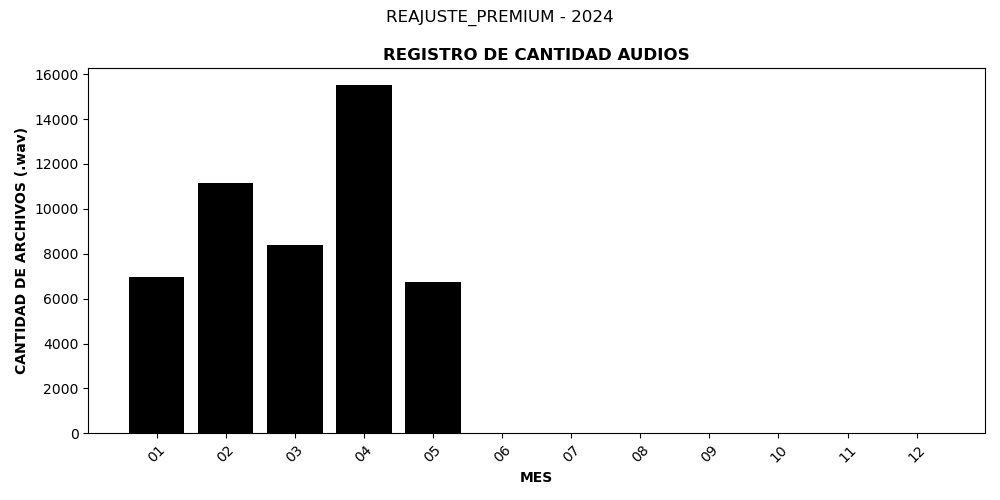 REAJUSTE_PREMIUM - 2024
REGISTRO DE CANTIDAD AUDIOS
CANTIDAD DE ARCHIVOS (.wav)
16000
14000
12000
10000
8000
6000
4000
2000
0
01 02 03 04 05 06 07 08 09 10 11 12
MES